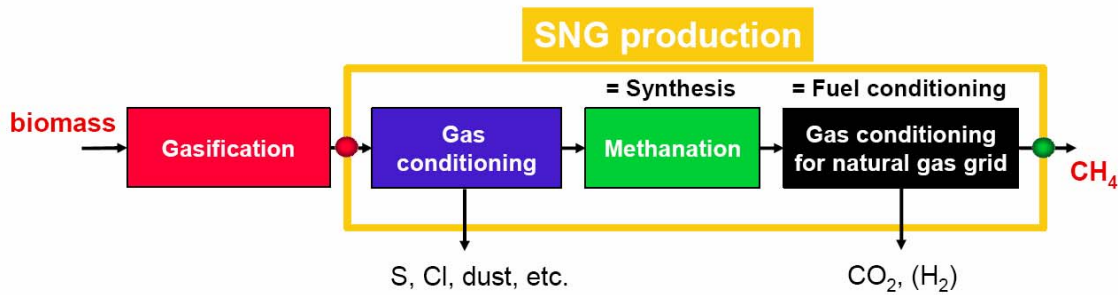 SNG production
= Synthesis
= Fuel conditioning
biomass
Gasification
Gas
conditioning
Methanation
Gas conditioning
for natural gas grid
CH₄
S, Cl, dust, etc.
CO₂, (H₂)